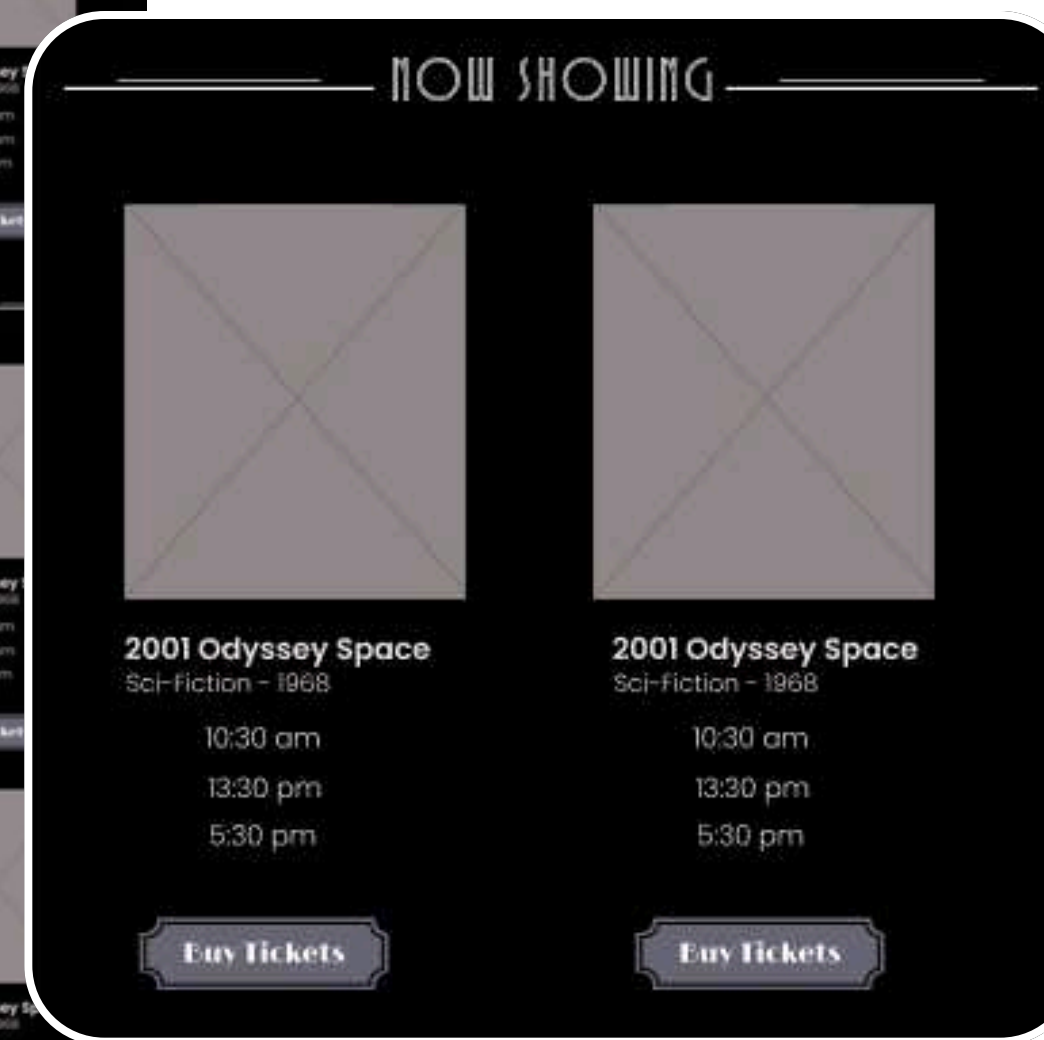 NOW SHOWING
2001 Odyssey Space
Sci-Fiction - 1968
10:30 am
13:30 pm
5:30 pm
Buy Tickets
2001 Odyssey Space
Sci-Fiction - 1968
10:30 am
13:30 pm
5:30 pm
Buy Tickets